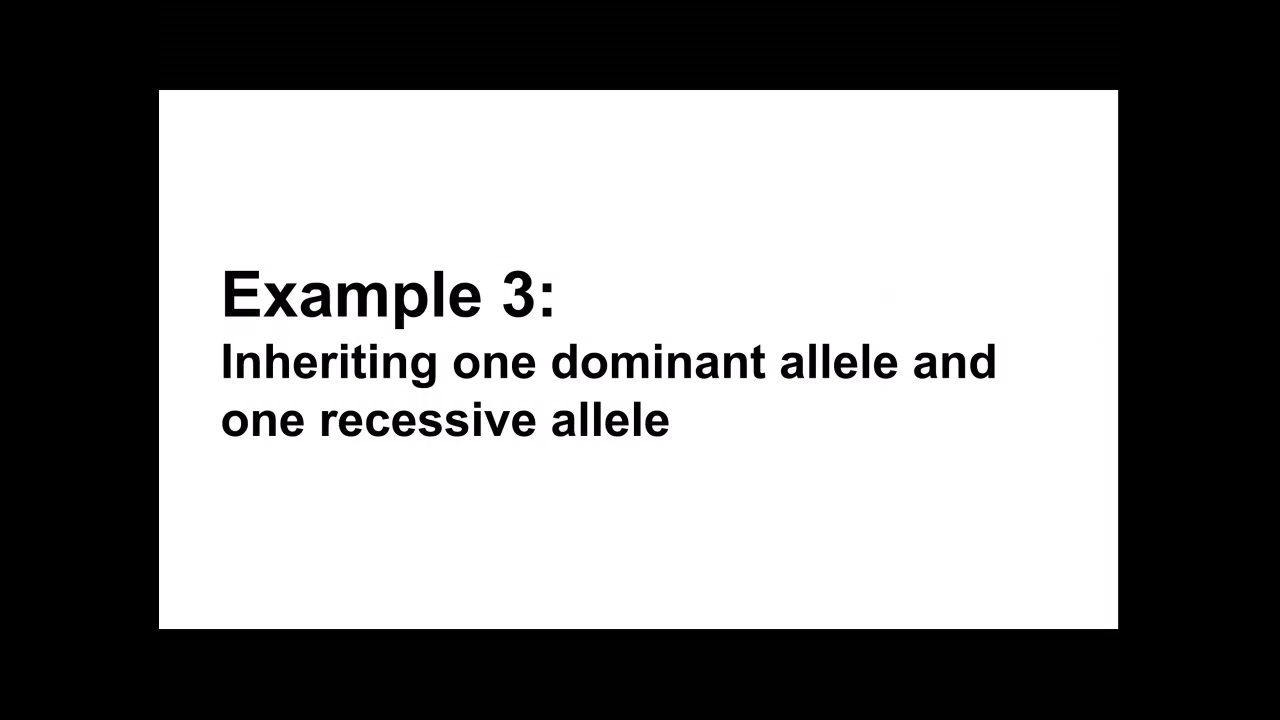 Example 3:
Inheriting one dominant allele and
one recessive allele